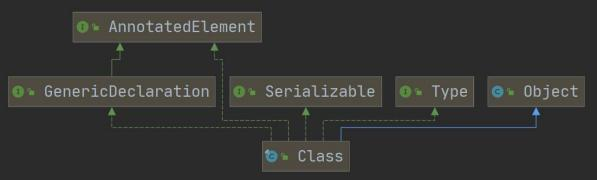 AnnotatedElement
GenericDeclaration
Serializable
Type
Object
Class